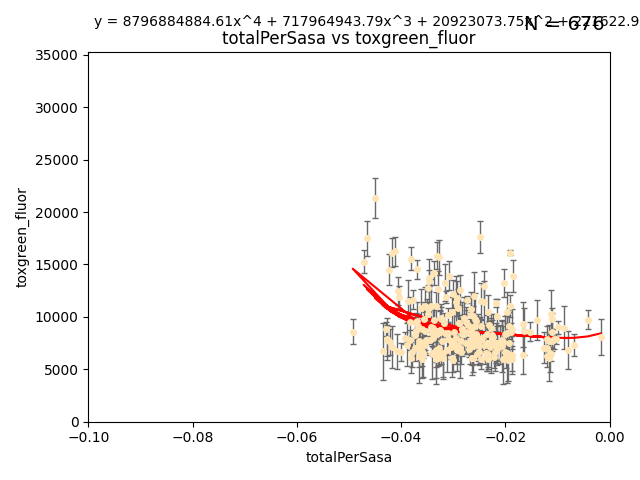 y = 8796884884.61x^4 + 717964943.79x^3 + 20923073.75x^2 +
N = 676
totalPerSasa vs toxgreen_fluor
35000
30000
25000
20000
15000
10000
5000
0
toxgreen_fluor
−0.10
−0.08
−0.06
−0.04
−0.02
0.00
totalPerSasa